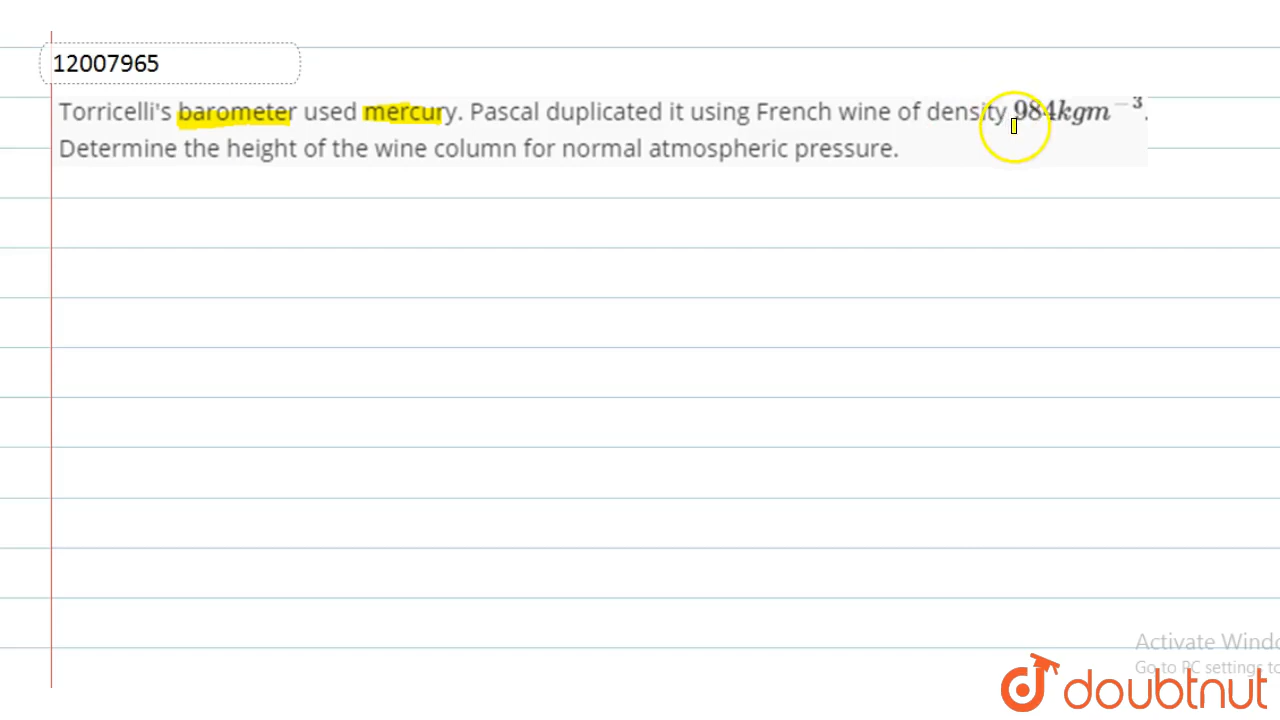 12007965
Torricelli's barometer used mercury. Pascal duplicated it using French wine of density 984kgm⁻³.
Determine the height of the wine column for normal atmospheric pressure.
Activate Windo
Go to PC settings to
doubtnut